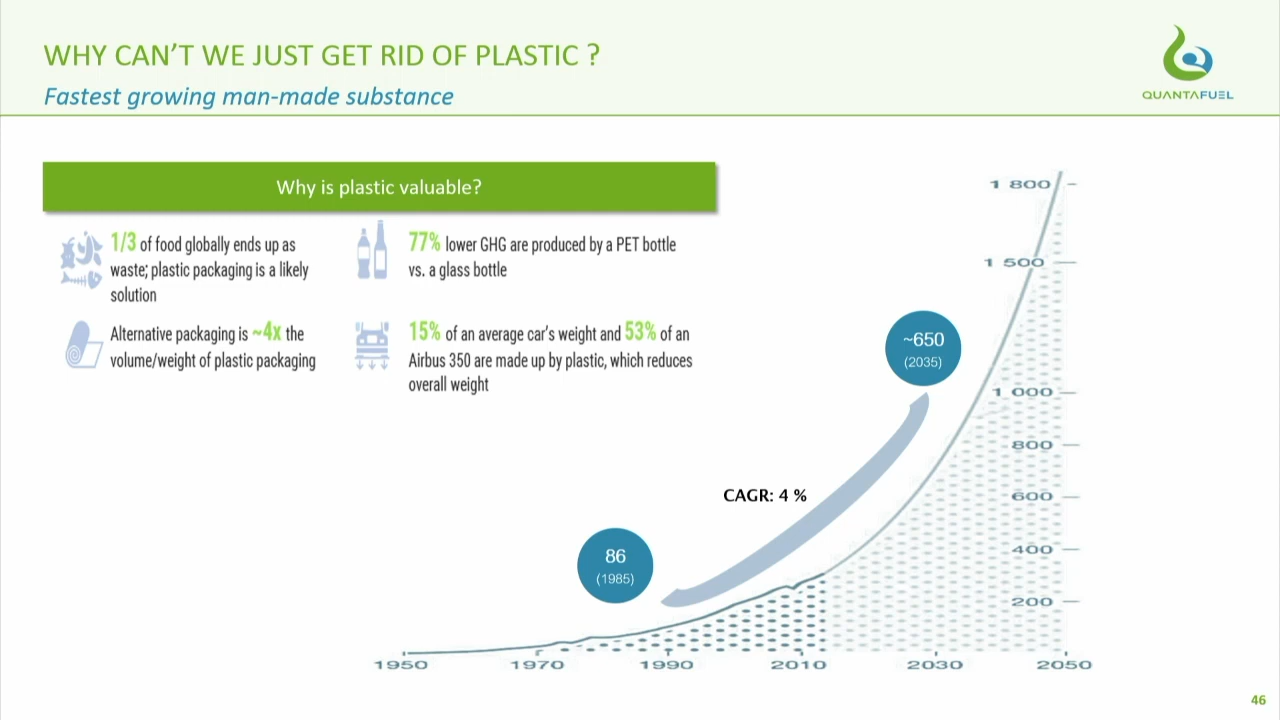 WHY CAN’T WE JUST GET RID OF PLASTIC ?
Fastest growing man-made substance
QUANTAFUEL
Why is plastic valuable?
1/3 of food globally ends up as
waste; plastic packaging is a likely
solution
77% lower GHG are produced by a PET bottle
vs. a glass bottle
Alternative packaging is ~4x the
volume/weight of plastic packaging
15% of an average car’s weight and 53% of an
Airbus 350 are made up by plastic, which reduces
overall weight
1 800
1 500
~650
(2035)
1 000
800
CAGR: 4 %
600
86
(1985)
400
200
1950
1970
1990
2010
2030
2050
46